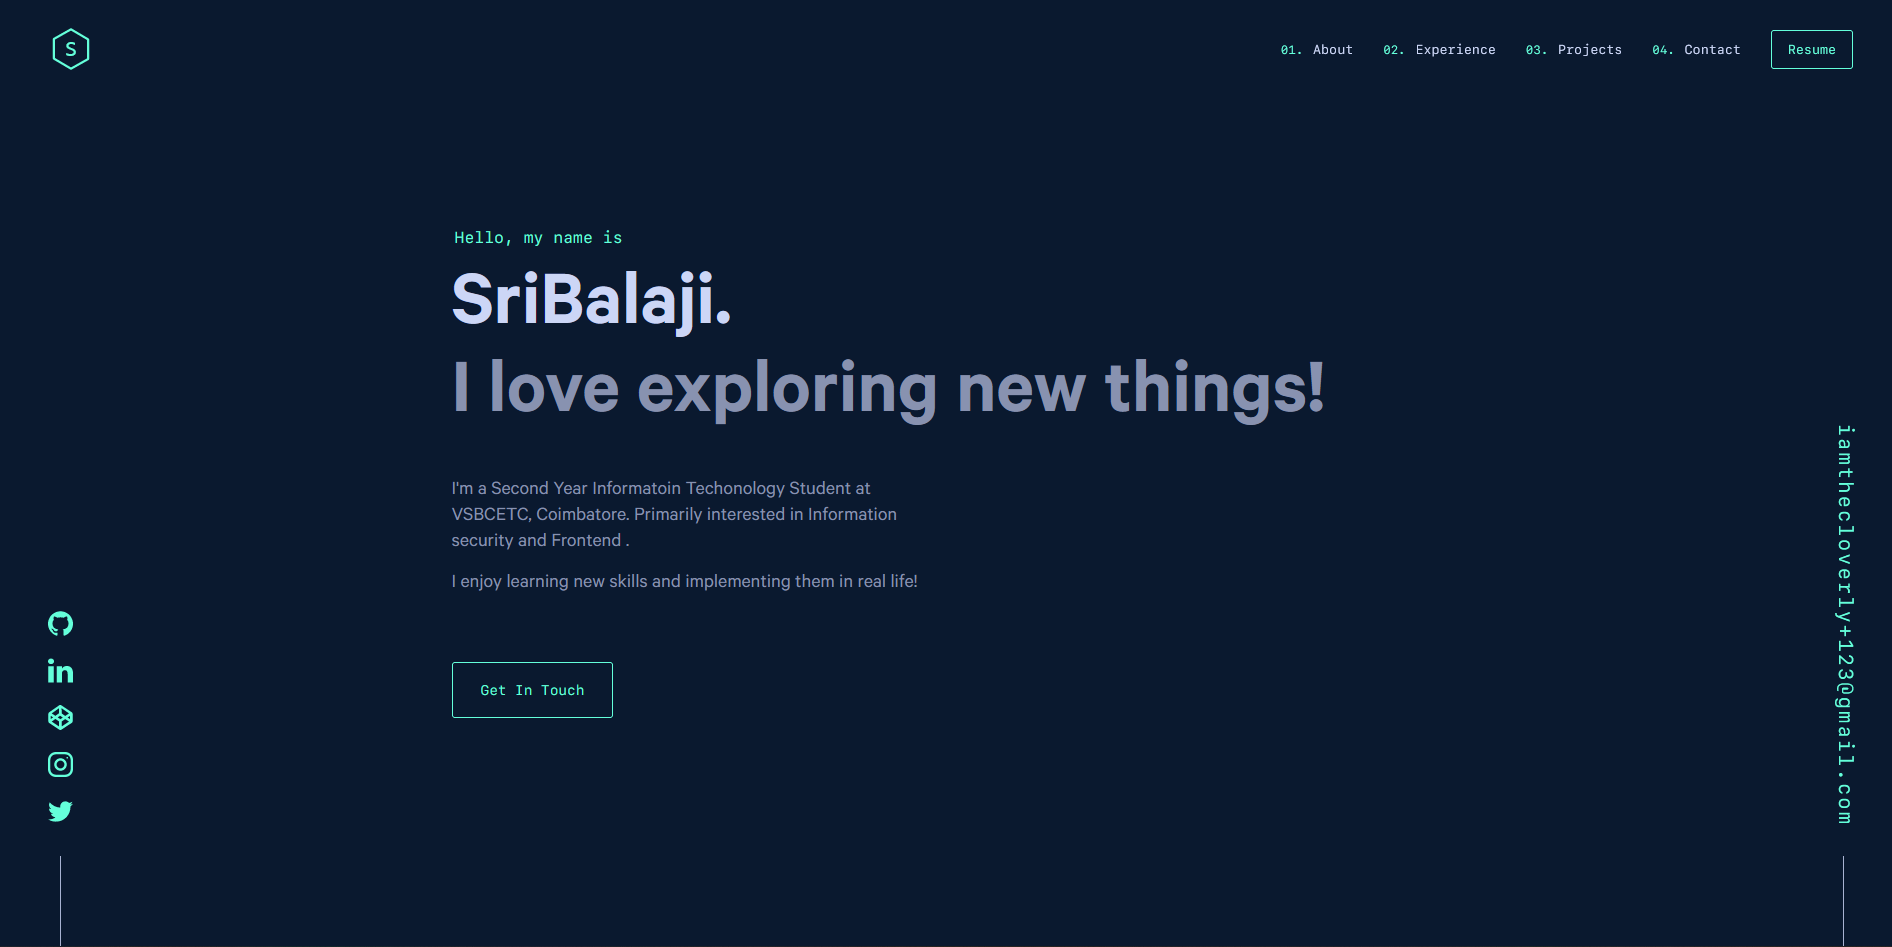 S
01. About 02. Experience 03. Projects 04. Contact Resume
Hello, my name is
SriBalaji.
I love exploring new things!
I'm a Second Year Informatoin Techonology Student at
VSBCETC, Coimbatore. Primarily interested in Information
security and Frontend .
I enjoy learning new skills and implementing them in real life!
Get In Touch
in
iamthecloverly+123@gmail.com